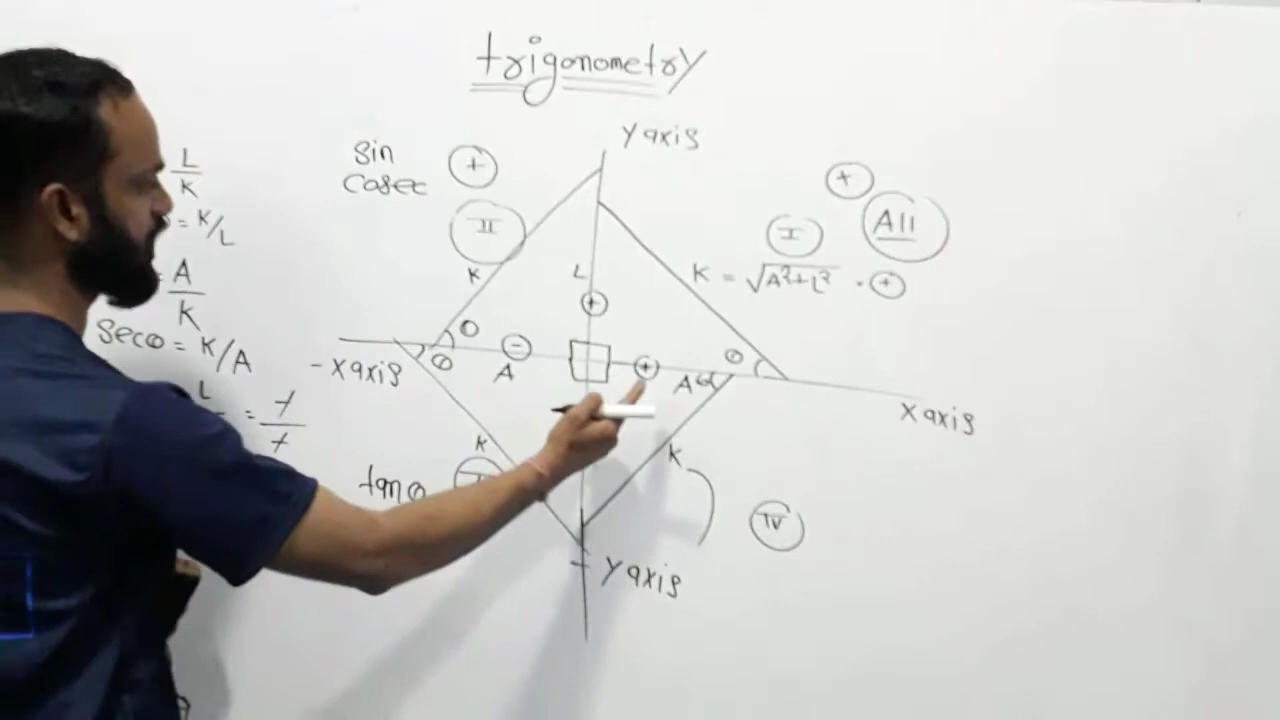 trigonometry
Y axis
L
K
= K/L
A
K
secθ = K/A
L
= +
+
sin
cosec
+
II
+
All
I
K = √A²+L² = +
K
L
+
θ
θ
-
A
+
A
θ
- X axis
X axis
K
K
tanθ
IV
- Y axis